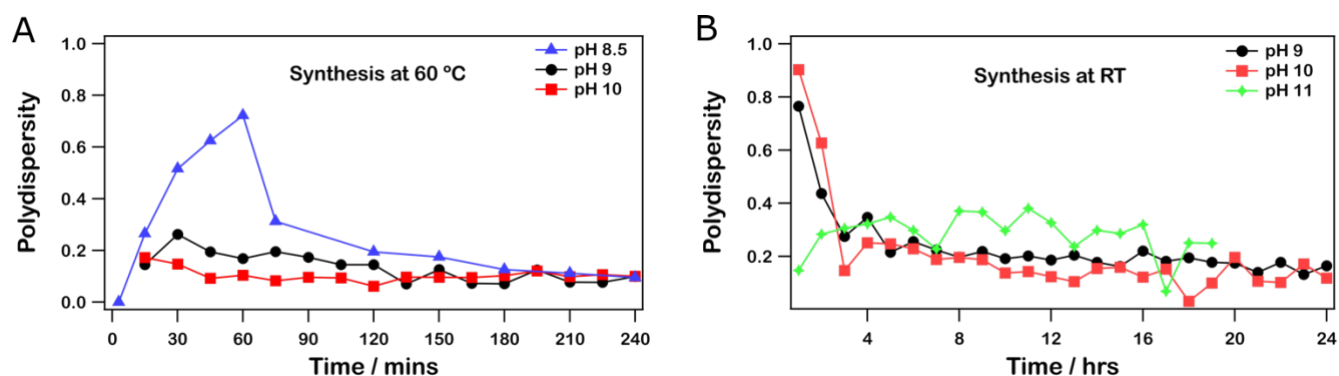 A
Polydispersity
1.0
0.8
0.6
0.4
0.2
0.0
Synthesis at 60 ºC
pH 8.5
pH 9
pH 10
0 30 60 90 120 150 180 210 240
Time / mins
B
Polydispersity
1.0
0.8
0.6
0.4
0.2
Synthesis at RT
pH 9
pH 10
pH 11
4 8 12 16 20 24
Time / hrs